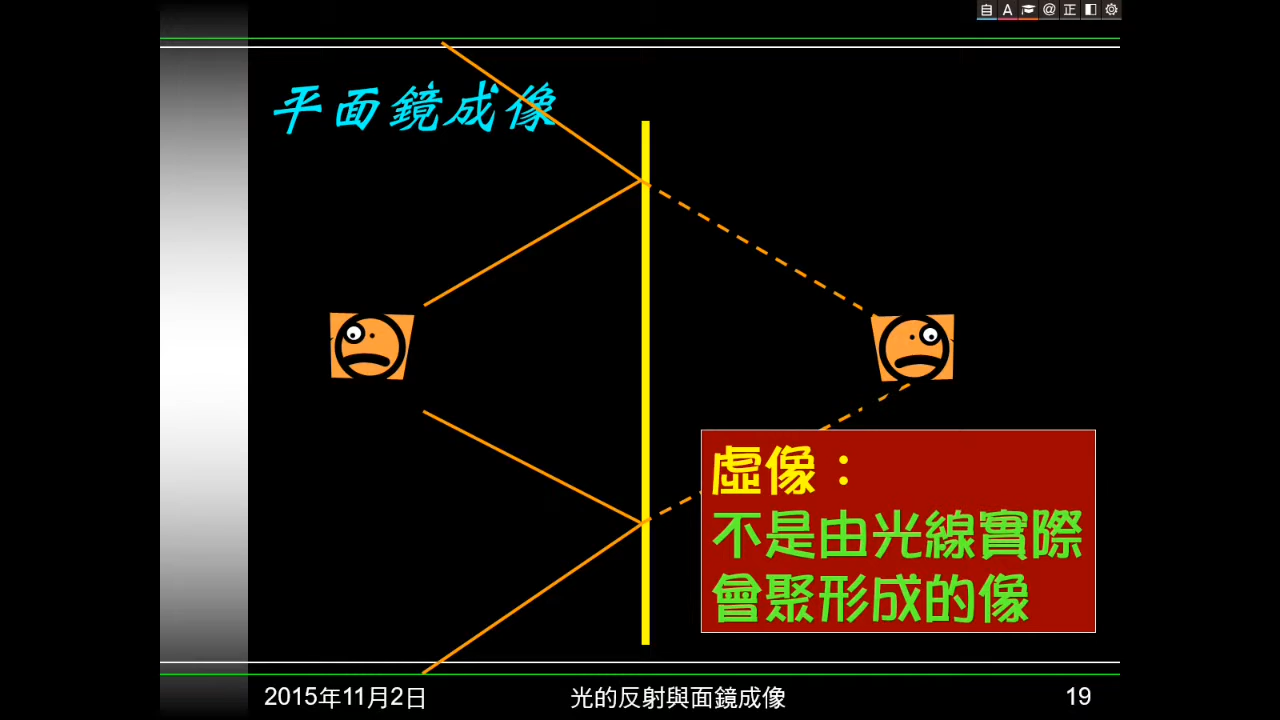 自 A @ 正
平面鏡成像
虛像：
不是由光線實際
會聚形成的像
2015年11月2日
光的反射與面鏡成像
19